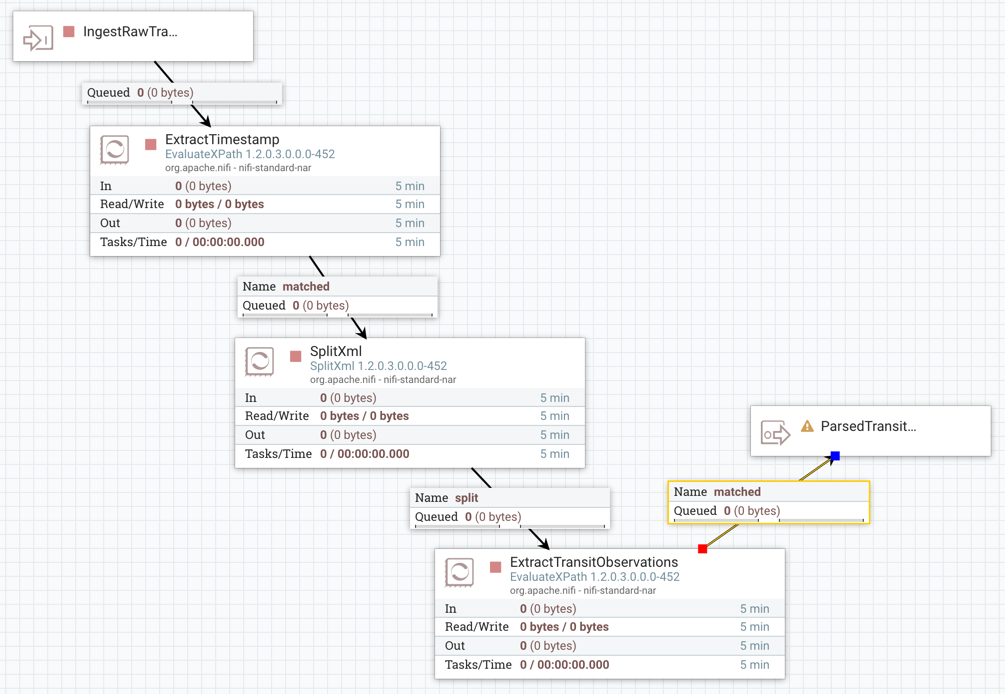 IngestRawTra...
Queued 0 (0 bytes)
ExtractTimestamp
EvaluateXPath 1.2.0.3.0.0.0-452
org.apache.nifi - nifi-standard-nar
In 0 (0 bytes) 5 min
Read/Write 0 bytes / 0 bytes 5 min
Out 0 (0 bytes) 5 min
Tasks/Time 0 / 00:00:00.000 5 min
Name matched
Queued 0 (0 bytes)
SplitXml
SplitXml 1.2.0.3.0.0.0-452
org.apache.nifi - nifi-standard-nar
In 0 (0 bytes) 5 min
Read/Write 0 bytes / 0 bytes 5 min
Out 0 (0 bytes) 5 min
Tasks/Time 0 / 00:00:00.000 5 min
ParsedTransit...
Name matched
Queued 0 (0 bytes)
Name split
Queued 0 (0 bytes)
ExtractTransitObservations
EvaluateXPath 1.2.0.3.0.0.0-452
org.apache.nifi - nifi-standard-nar
In 0 (0 bytes) 5 min
Read/Write 0 bytes / 0 bytes 5 min
Out 0 (0 bytes) 5 min
Tasks/Time 0 / 00:00:00.000 5 min